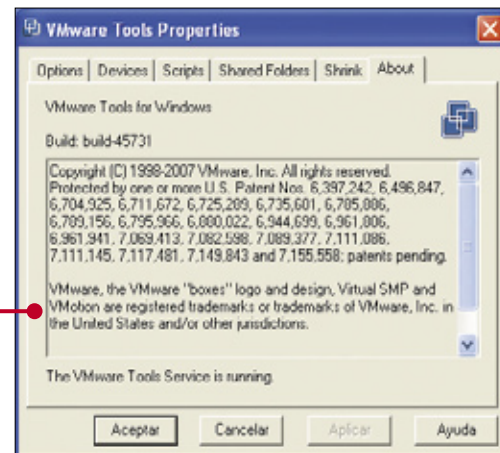 VMware Tools Properties
Options Devices Scripts Shared Folders Shrink About
VMware Tools for Windows
Build: build-45731
Copyright (C) 1998-2007 VMware, Inc. All rights reserved.
Protected by one or more U.S. Patent Nos. 6,397,242, 6,496,847,
6,704,925, 6,711,672, 6,725,289, 6,735,601, 6,785,886,
6,789,156, 6,795,966, 6,880,022, 6,944,699, 6,961,806,
6,961,941, 7,069,413, 7,082,598, 7,089,377, 7,111,086,
7,111,145, 7,117,481, 7,149,843 and 7,155,558; patents pending.
VMware, the VMware "boxes" logo and design, Virtual SMP and
VMotion are registered trademarks or trademarks of VMware, Inc. in
the United States and/or other jurisdictions.
The VMware Tools Service is running.
Aceptar Cancelar Aplicar Ayuda